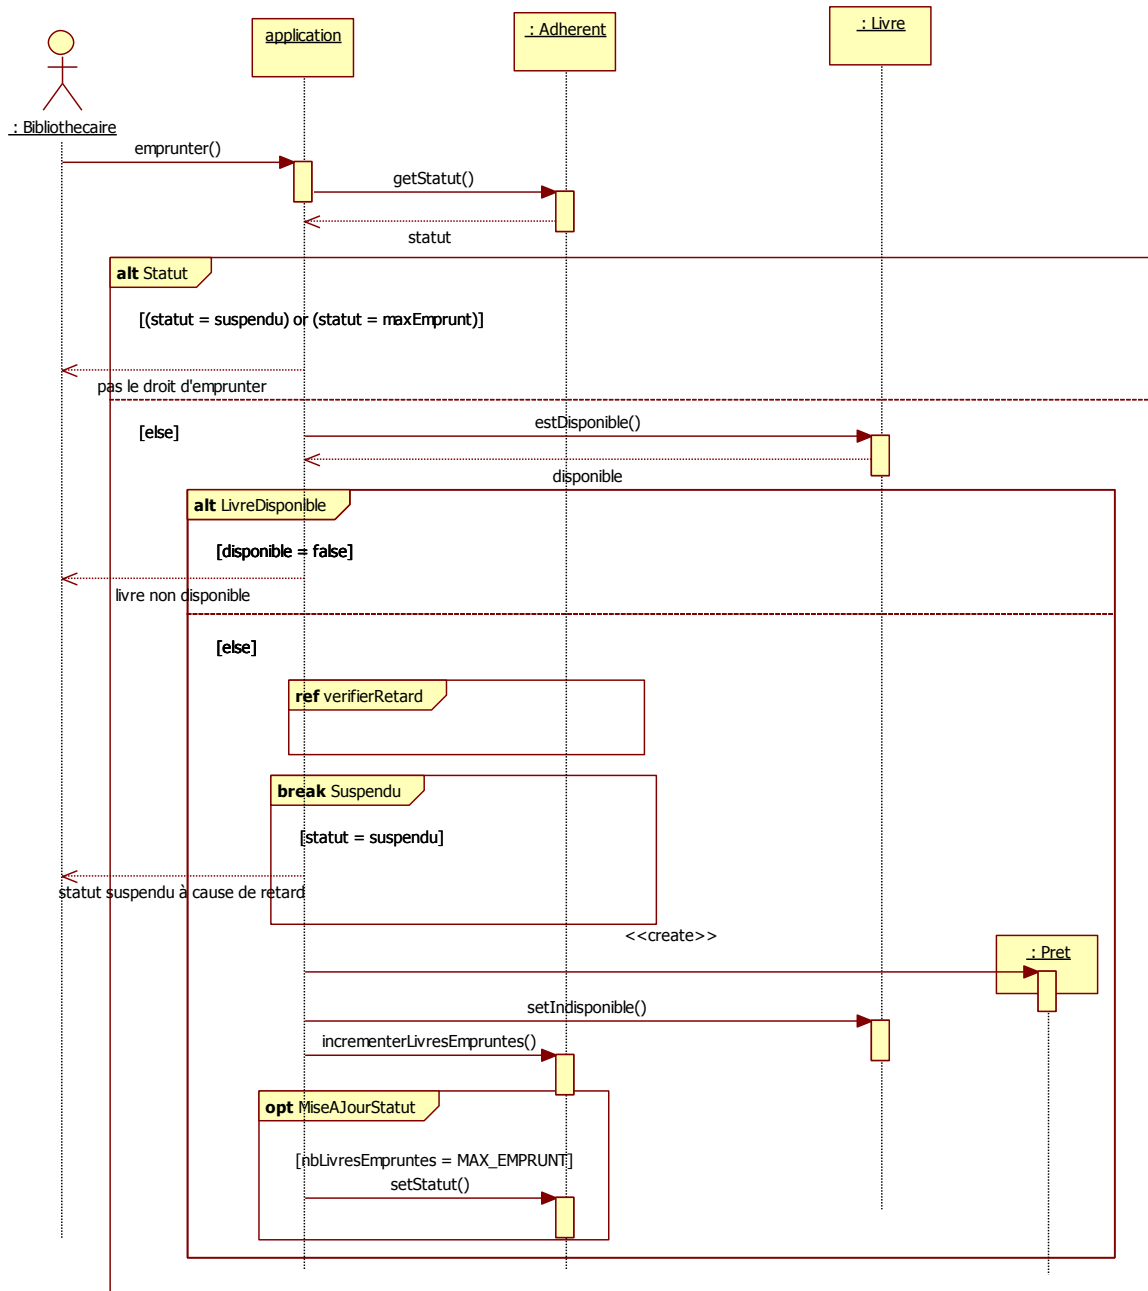 application
: Adherent
: Livre
: Bibliothecaire
emprunter()
getStatut()
statut
alt Statut
[(statut = suspendu) or (statut = maxEmprunt)]
pas le droit d'emprunter
[else]
estDisponible()
disponible
alt LivreDisponible
[disponible = false]
livre non disponible
[else]
ref verifierRetard
break Suspendu
[statut = suspendu]
statut suspendu à cause de retard
<<create>>
: Pret
setIndisponible()
incrementerLivresEmpruntes()
opt MiseAJourStatut
[nbLivresEmpruntes = MAX_EMPRUNT]
setStatut()